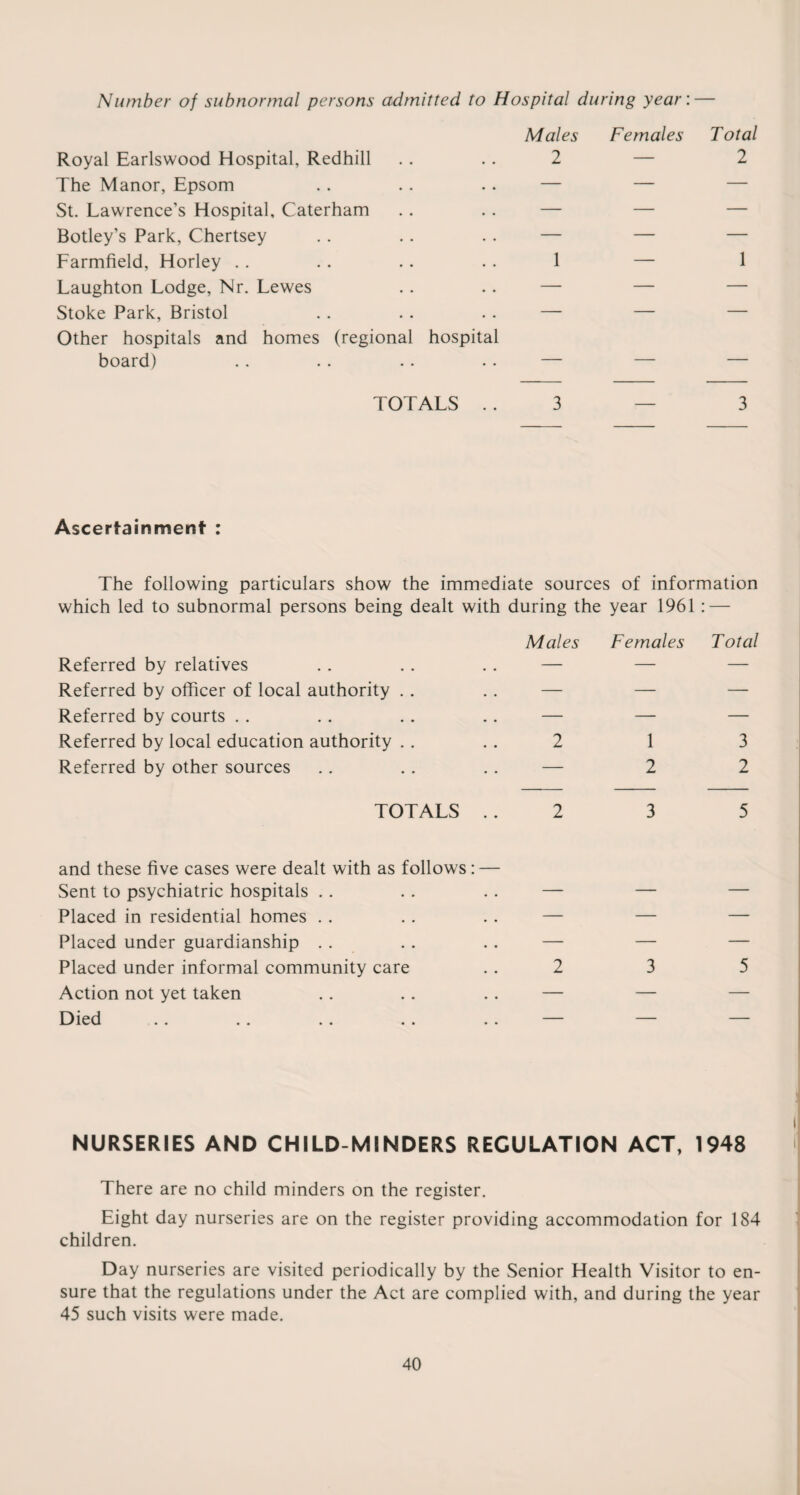 Number of subnormal persons admitted to Hospital during year: —
Males Females Total
Royal Earlswood Hospital, Redhill .. .. 2 — 2
The Manor, Epsom .. .. .. — — —
St. Lawrence's Hospital, Caterham .. .. — — —
Botley's Park, Chertsey .. .. .. — — —
Farmfield, Horley .. .. .. .. 1 — 1
Laughton Lodge, Nr. Lewes .. .. — — —
Stoke Park, Bristol .. .. .. — — —
Other hospitals and homes (regional hospital
board) .. .. .. .. — — —
TOTALS .. 3 — 3
Ascertainment :
The following particulars show the immediate sources of information
which led to subnormal persons being dealt with during the year 1961 : —
Males Females Total
Referred by relatives .. .. .. — — —
Referred by officer of local authority .. .. — — —
Referred by courts .. .. .. .. — — —
Referred by local education authority .. .. 2 1 3
Referred by other sources .. .. .. — 2 2
TOTALS .. 2 3 5
and these five cases were dealt with as follows: —
Sent to psychiatric hospitals .. .. .. — — —
Placed in residential homes .. .. .. — — —
Placed under guardianship .. .. .. — — —
Placed under informal community care .. 2 3 5
Action not yet taken .. .. .. — — —
Died .. .. .. .. .. — — —
NURSERIES AND CHILD-MINDERS REGULATION ACT, 1948
There are no child minders on the register.
Eight day nurseries are on the register providing accommodation for 184
children.
Day nurseries are visited periodically by the Senior Health Visitor to en-
sure that the regulations under the Act are complied with, and during the year
45 such visits were made.
40